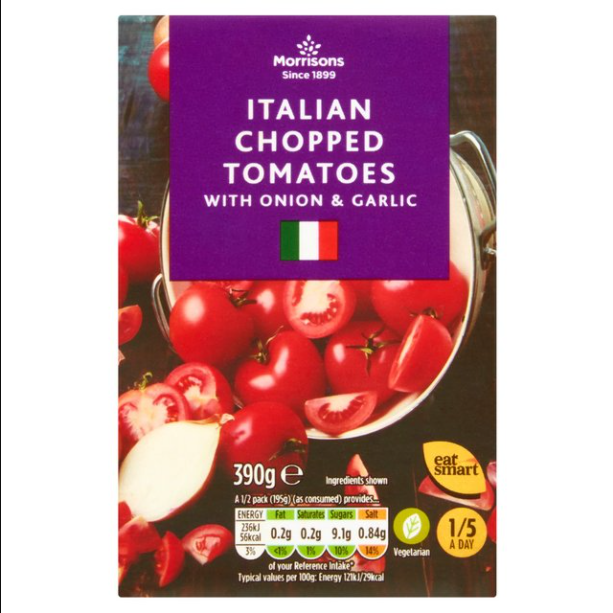 Morrisons
Since 1899
ITALIAN
CHOPPED
TOMATOES
WITH ONION & GARLIC
390g ℮
Ingredients shown
A 1/2 pack (195g) (as consumed) provides...
ENERGY Fat Saturates Sugars Salt
236kJ
56kcal 0.2g 0.2g 9.1g 0.84g
3% <1% 1% 10% 14%
of your Reference Intake*
Typical values per 100g: Energy 121kJ/29kcal
Vegetarian
eat
smart
1/5
A DAY